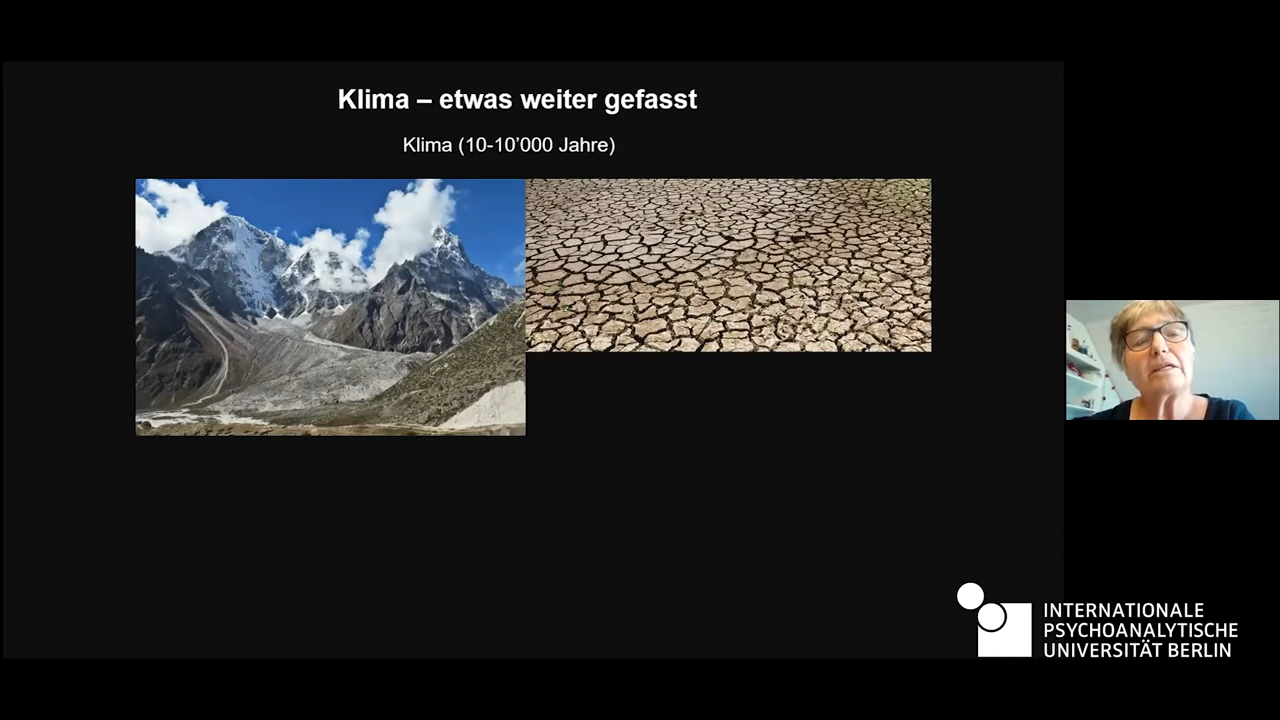 Klima – etwas weiter gefasst
Klima (10-10’000 Jahre)
INTERNATIONALE
PSYCHOANALYTISCHE
UNIVERSITÄT BERLIN